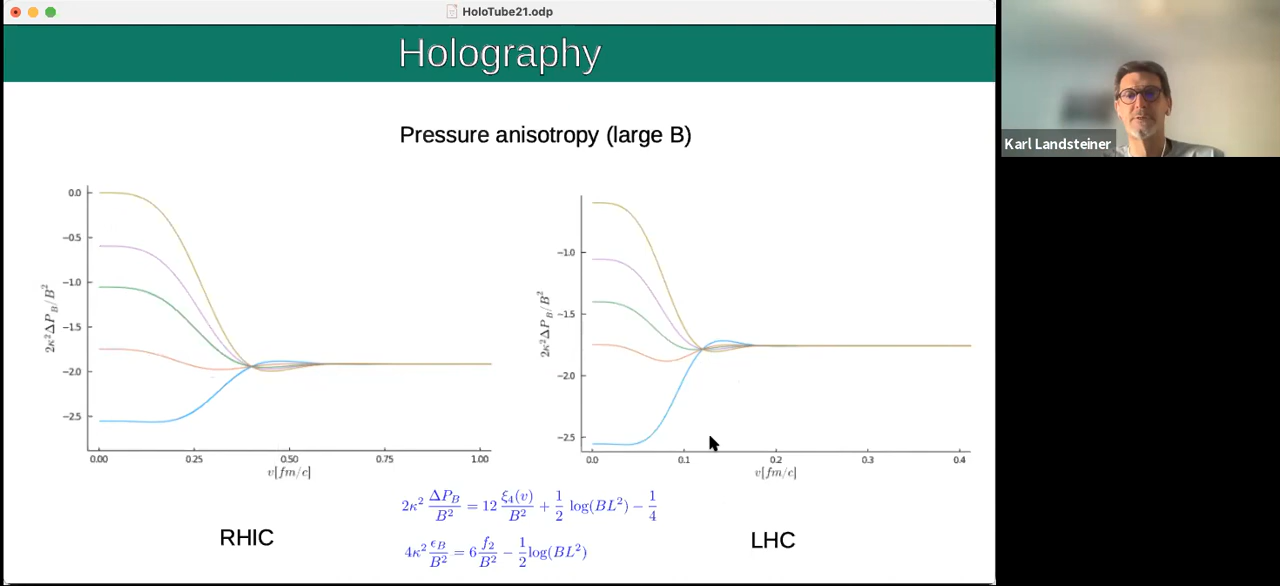 HoloTube21.odp
Holography
Karl Landsteiner
Pressure anisotropy (large B)
2κ²ΔP_B/B²
0.0
−0.5
−1.0
−1.5
−2.0
−2.5
0.00 0.25 0.50 0.75 1.00
v[fm/c]
2κ²ΔP_B/B²
−1.0
−1.5
−2.0
−2.5
0.0 0.1 0.2 0.3 0.4
v[fm/c]
2κ² ΔP_B/B² = 12 ξ₄(v)/B² + 1/2 log(BL²) − 1/4
4κ² ϵ_B/B² = 6 f₂/B² − 1/2 log(BL²)
RHIC
LHC